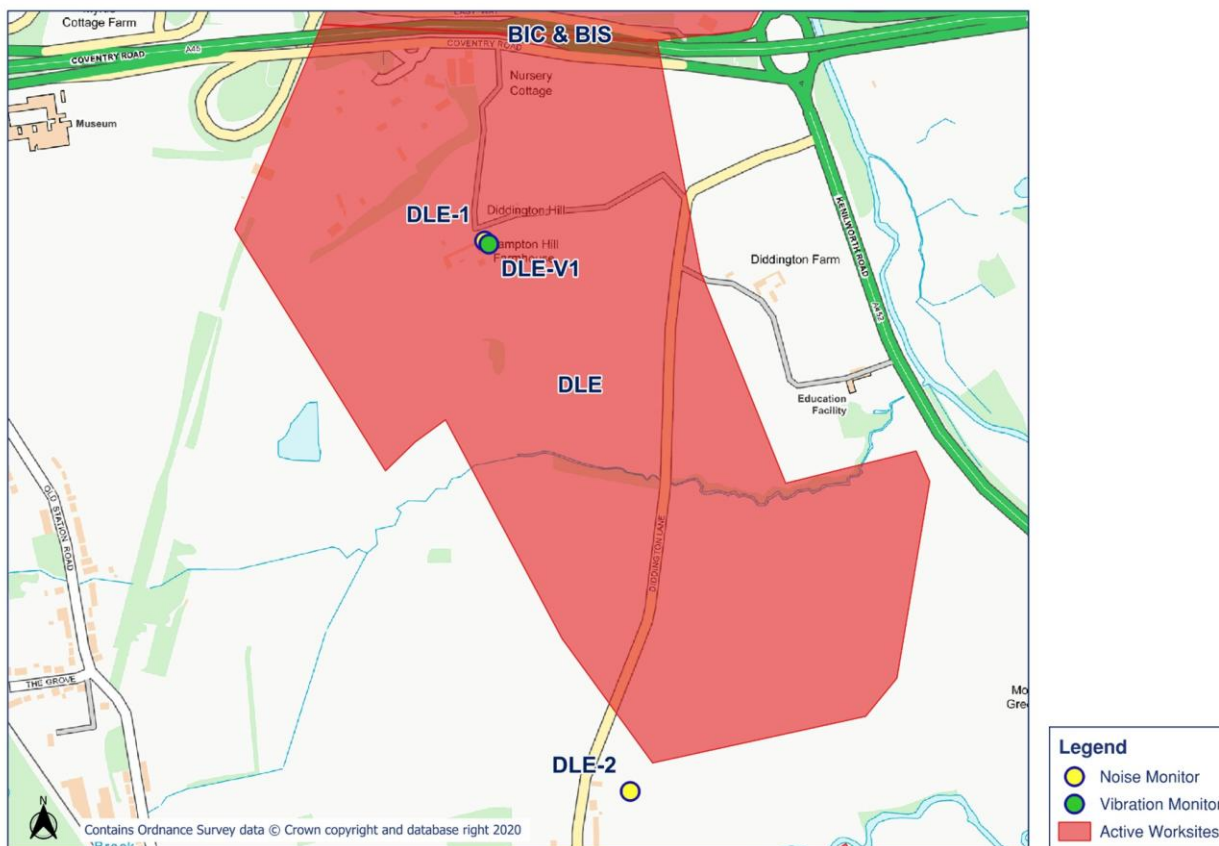 Cottage Farm
COVENTRY ROAD
A45
BIC & BIS
COVENTRY ROAD
Nursery
Cottage
Museum
DLE-1
Diddington Hill
Farmhouse
DLE-V1
Diddington Farm
KENILWORTH ROAD
A452
DLE
Education
Facility
OLD STATION ROAD
DIDDINGTON LANE
THE GROVE
DLE-2
N
Contains Ordnance Survey data © Crown copyright and database right 2020
Legend
Noise Monitor
Vibration Monitor
Active Worksites